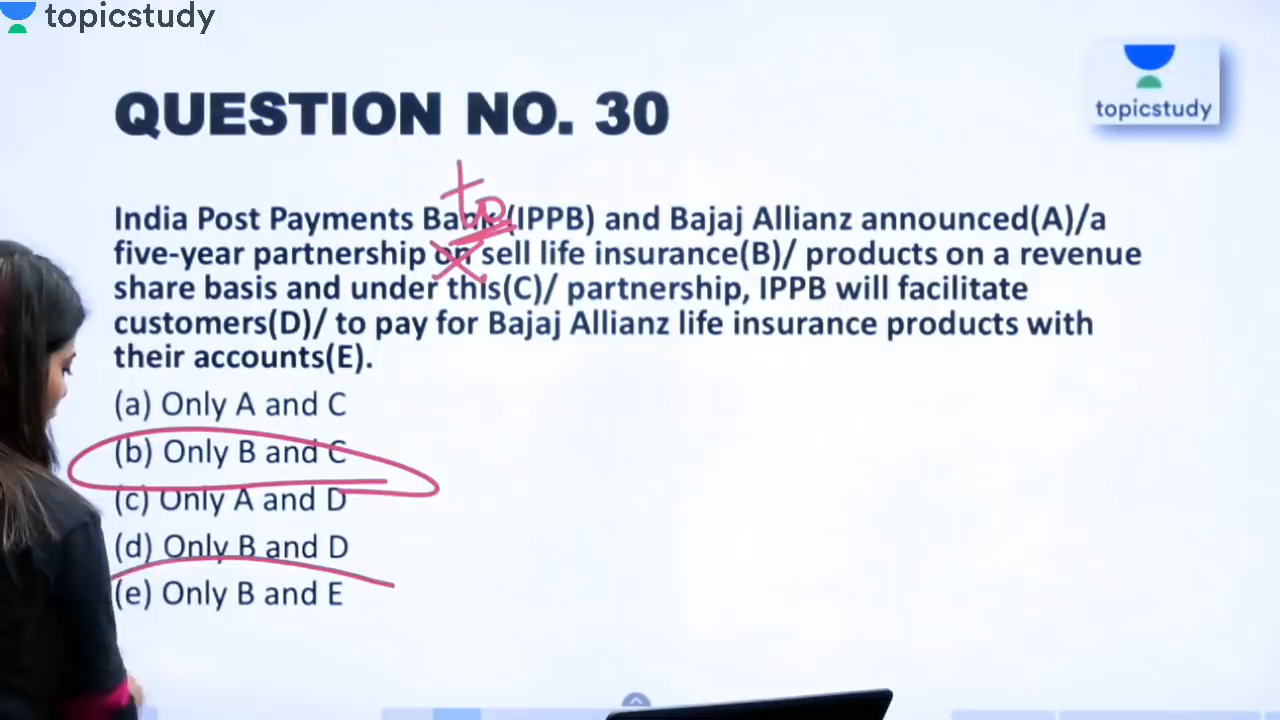 topicstudy
topicstudy
QUESTION NO. 30
to
India Post Payments Bank (IPPB) and Bajaj Allianz announced(A)/a
five-year partnership on sell life insurance(B)/ products on a revenue
share basis and under this(C)/ partnership, IPPB will facilitate
customers(D)/ to pay for Bajaj Allianz life insurance products with
their accounts(E).
(a) Only A and C
(b) Only B and C
(c) Only A and D
(d) Only B and D
(e) Only B and E